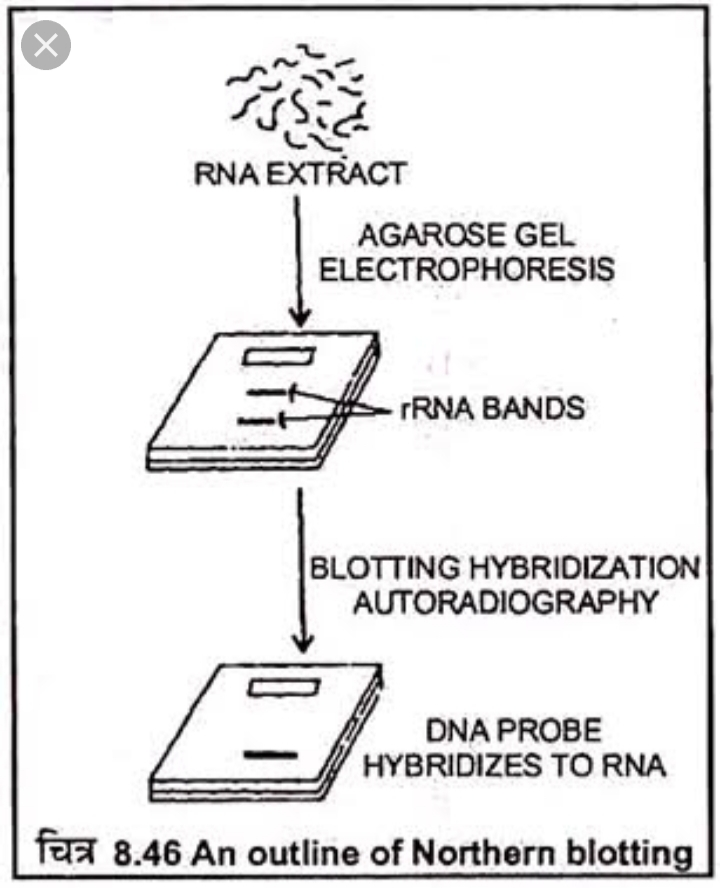 RNA EXTRACT
AGAROSE GEL
ELECTROPHORESIS
rRNA BANDS
BLOTTING HYBRIDIZATION
AUTORADIOGRAPHY
DNA PROBE
HYBRIDIZES TO RNA
चित्र 8.46 An outline of Northern blotting